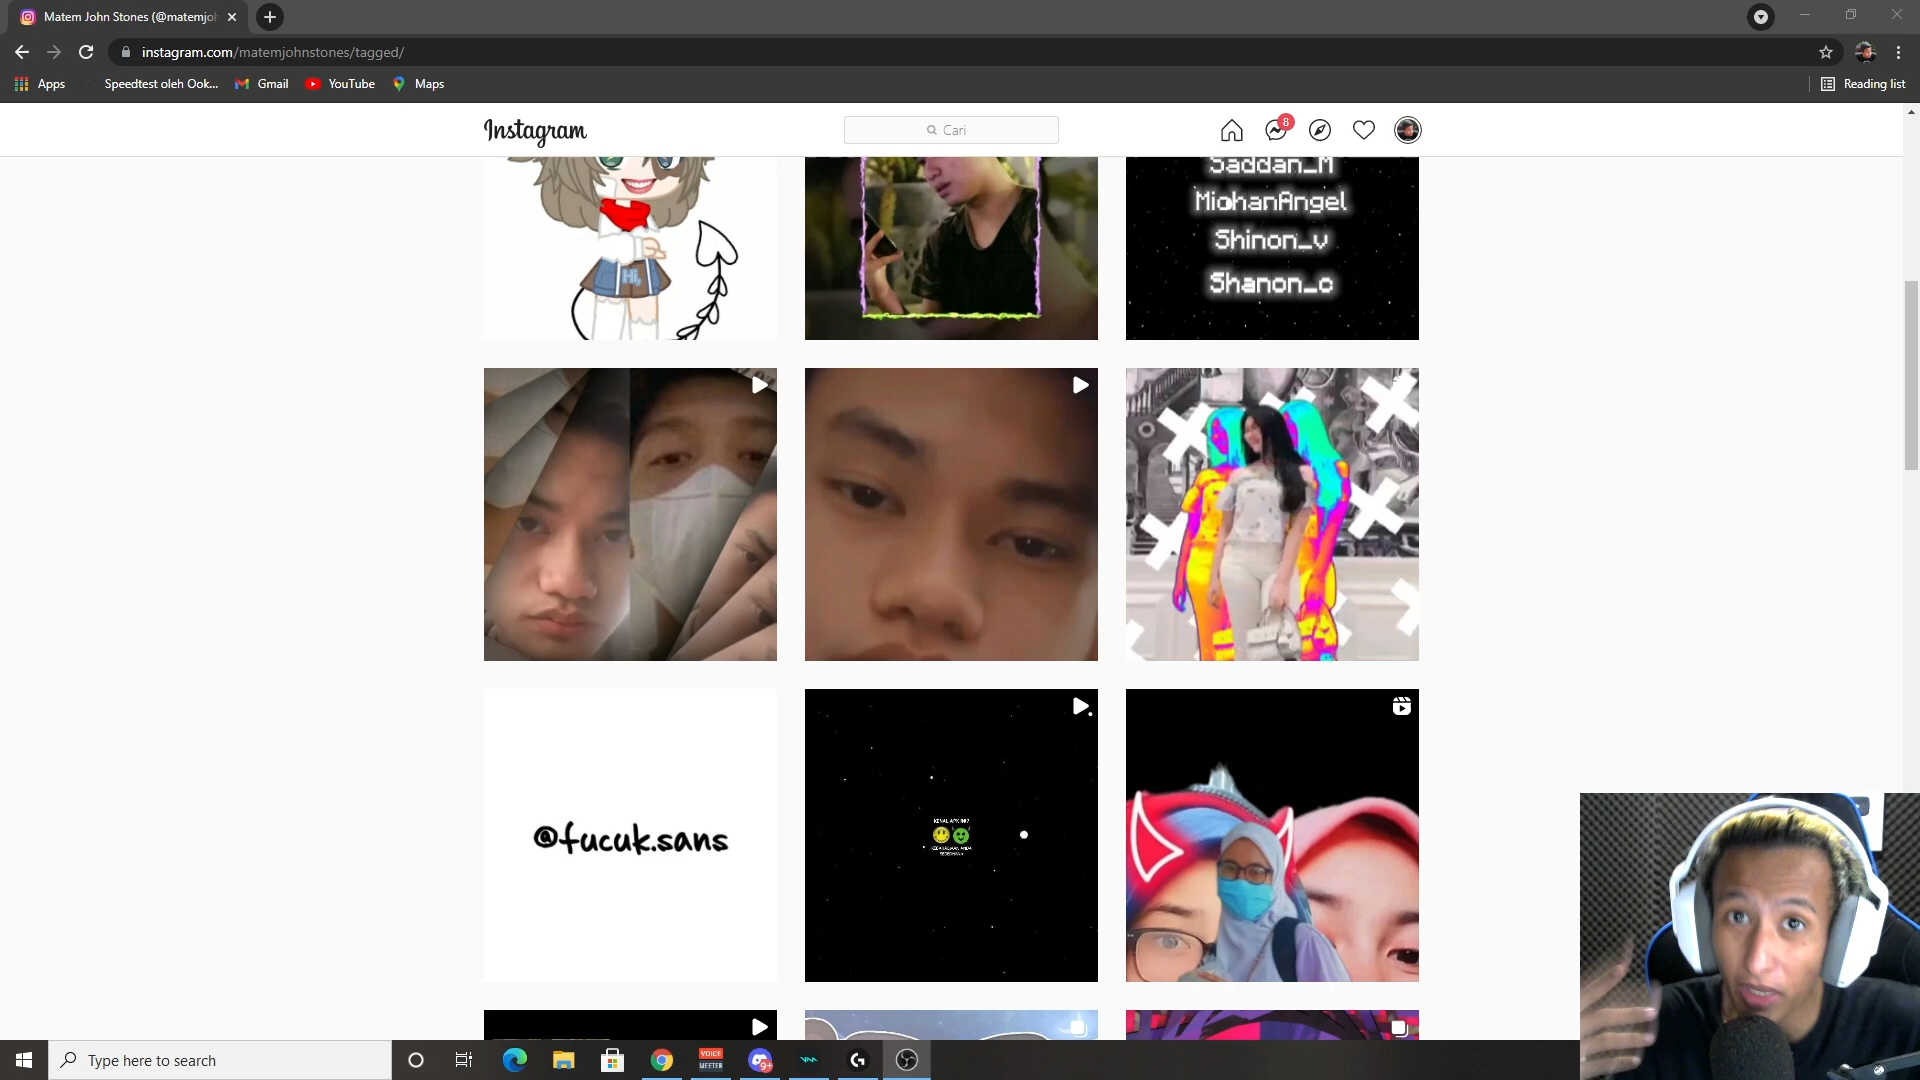 Matem John Stones (@matemjo
instagram.com/matemjohnstones/tagged/
Apps
Speedtest oleh Ook...
Gmail
YouTube
Maps
Reading list
Instagram
Cari
8
Saddan_M
MiohanAngel
Shinon_v
Shanon_c
Hi,
@fucuk.sans
Type here to search
VOICE
MEETER
9+